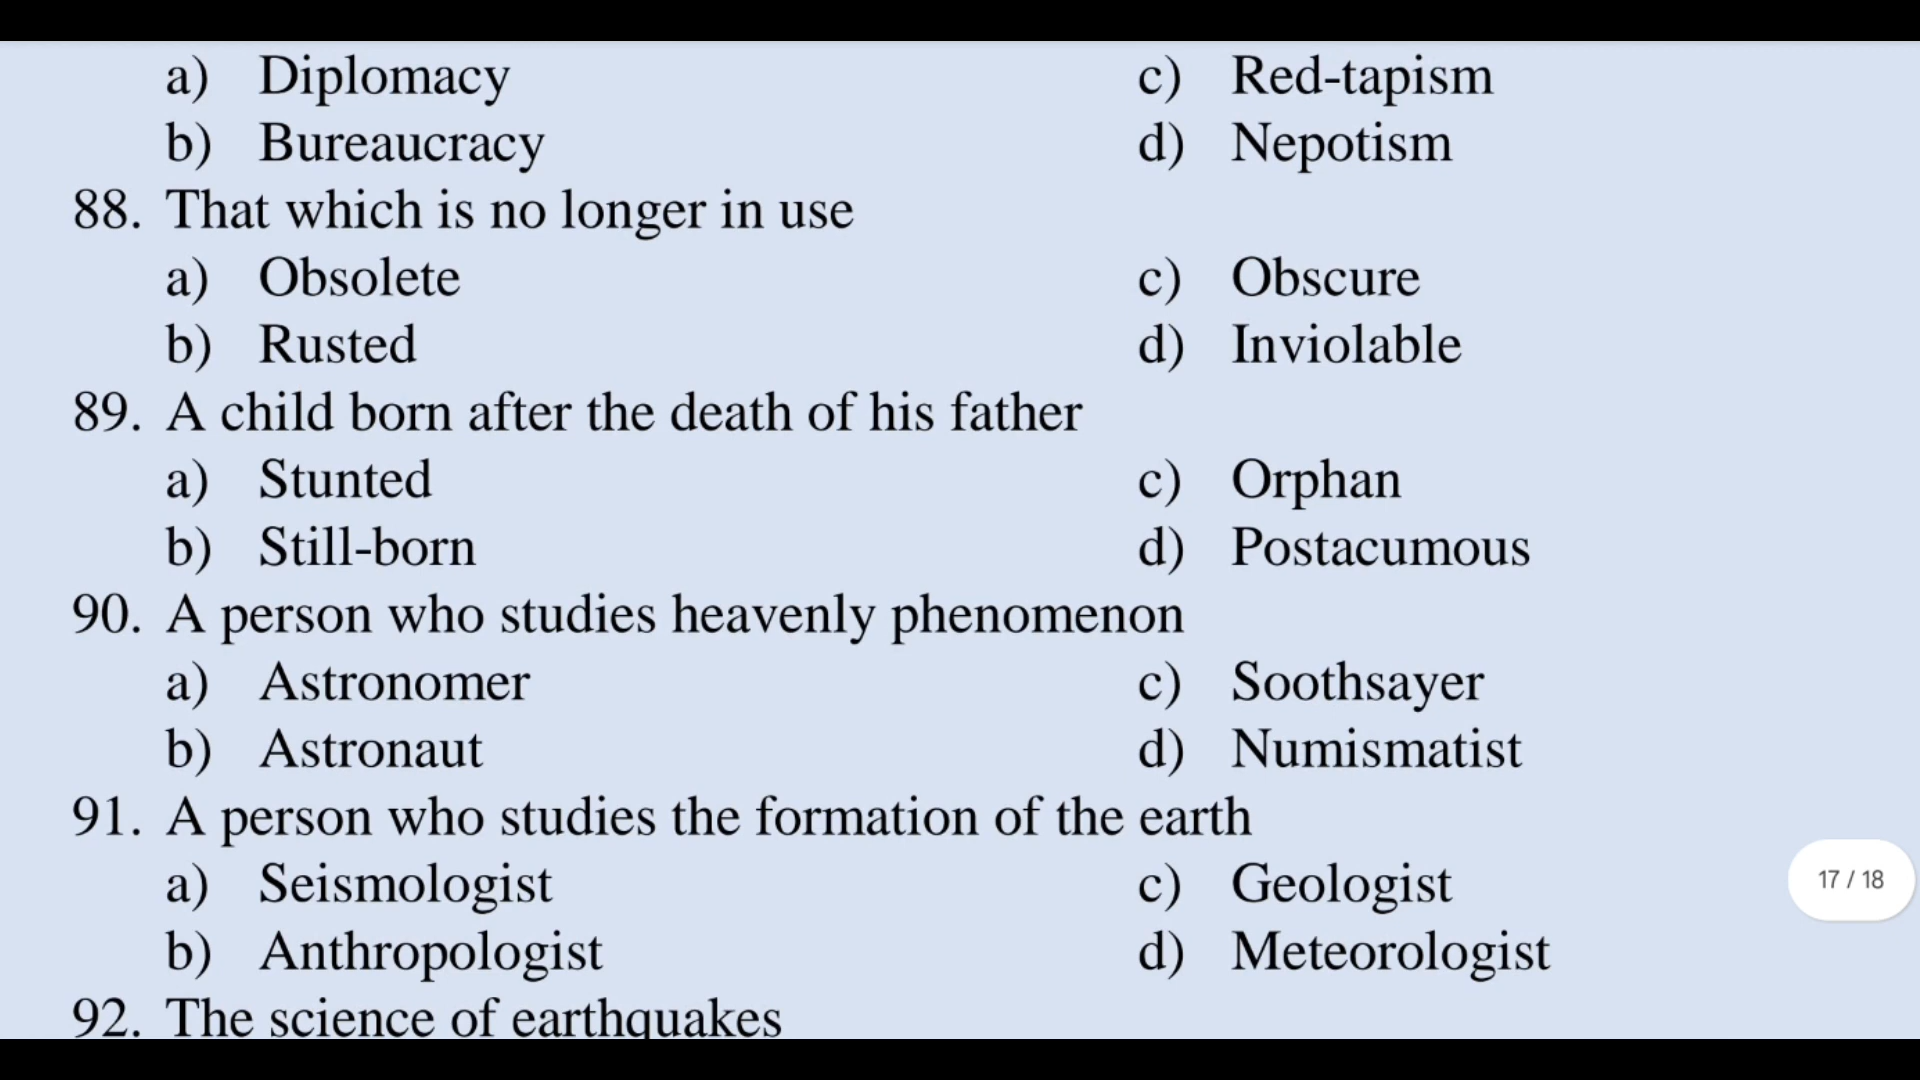 a) Diplomacy c) Red-tapism
b) Bureaucracy d) Nepotism
88. That which is no longer in use
a) Obsolete c) Obscure
b) Rusted d) Inviolable
89. A child born after the death of his father
a) Stunted c) Orphan
b) Still-born d) Postacumous
90. A person who studies heavenly phenomenon
a) Astronomer c) Soothsayer
b) Astronaut d) Numismatist
91. A person who studies the formation of the earth
a) Seismologist c) Geologist
17 / 18
b) Anthropologist d) Meteorologist
92. The science of earthquakes